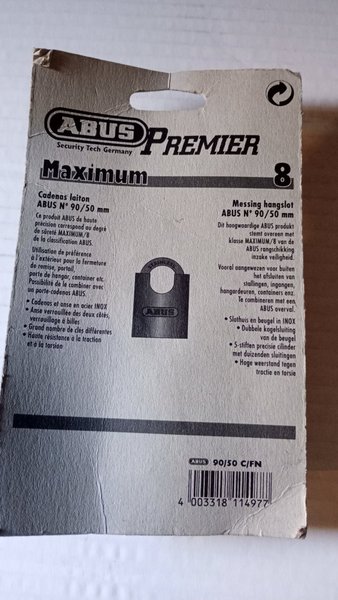 ABUS
Security Tech Germany
PREMIER
Maximum 8
Cadenas laiton
ABUS N° 90/50 mm
Ce produit ABUS de haute
précision correspond au degré
de sûreté MAXIMUM/8
de la classification ABUS.
Utilisation de préférence
à l'extérieur pour la fermeture
de remise, portail,
porte de hangar, container etc.
Possibilité de le combiner avec
un porte-cadenas ABUS.
• Cadenas et anse en acier INOX
• Anse verrouillée des deux côtés,
verrouillage à billes
• Grand nombre de clés différentes
• Haute résistance à la traction
et à la torsion
ABUS
Messing hangslot
ABUS N° 90/50 mm
Dit hoogwaardige ABUS produkt
stemt overeen met
klasse MAXIMUM/8 van de
ABUS rangschikking
inzake veiligheid.
Vooral aangewezen voor buiten
het afsluiten van
stallingen, ingangen,
hangardeuren, containers enz.
Te combineren met een
ABUS overval.
• Slothuis en beugel in INOX
• Dubbele kogelsluiting
van de beugel
• 5-stiften precisie cilinder
met duizenden sluitingen
• Hoge weerstand tegen
tractie en torsie
ABUS 90/50 C/FN
4 003318 114977